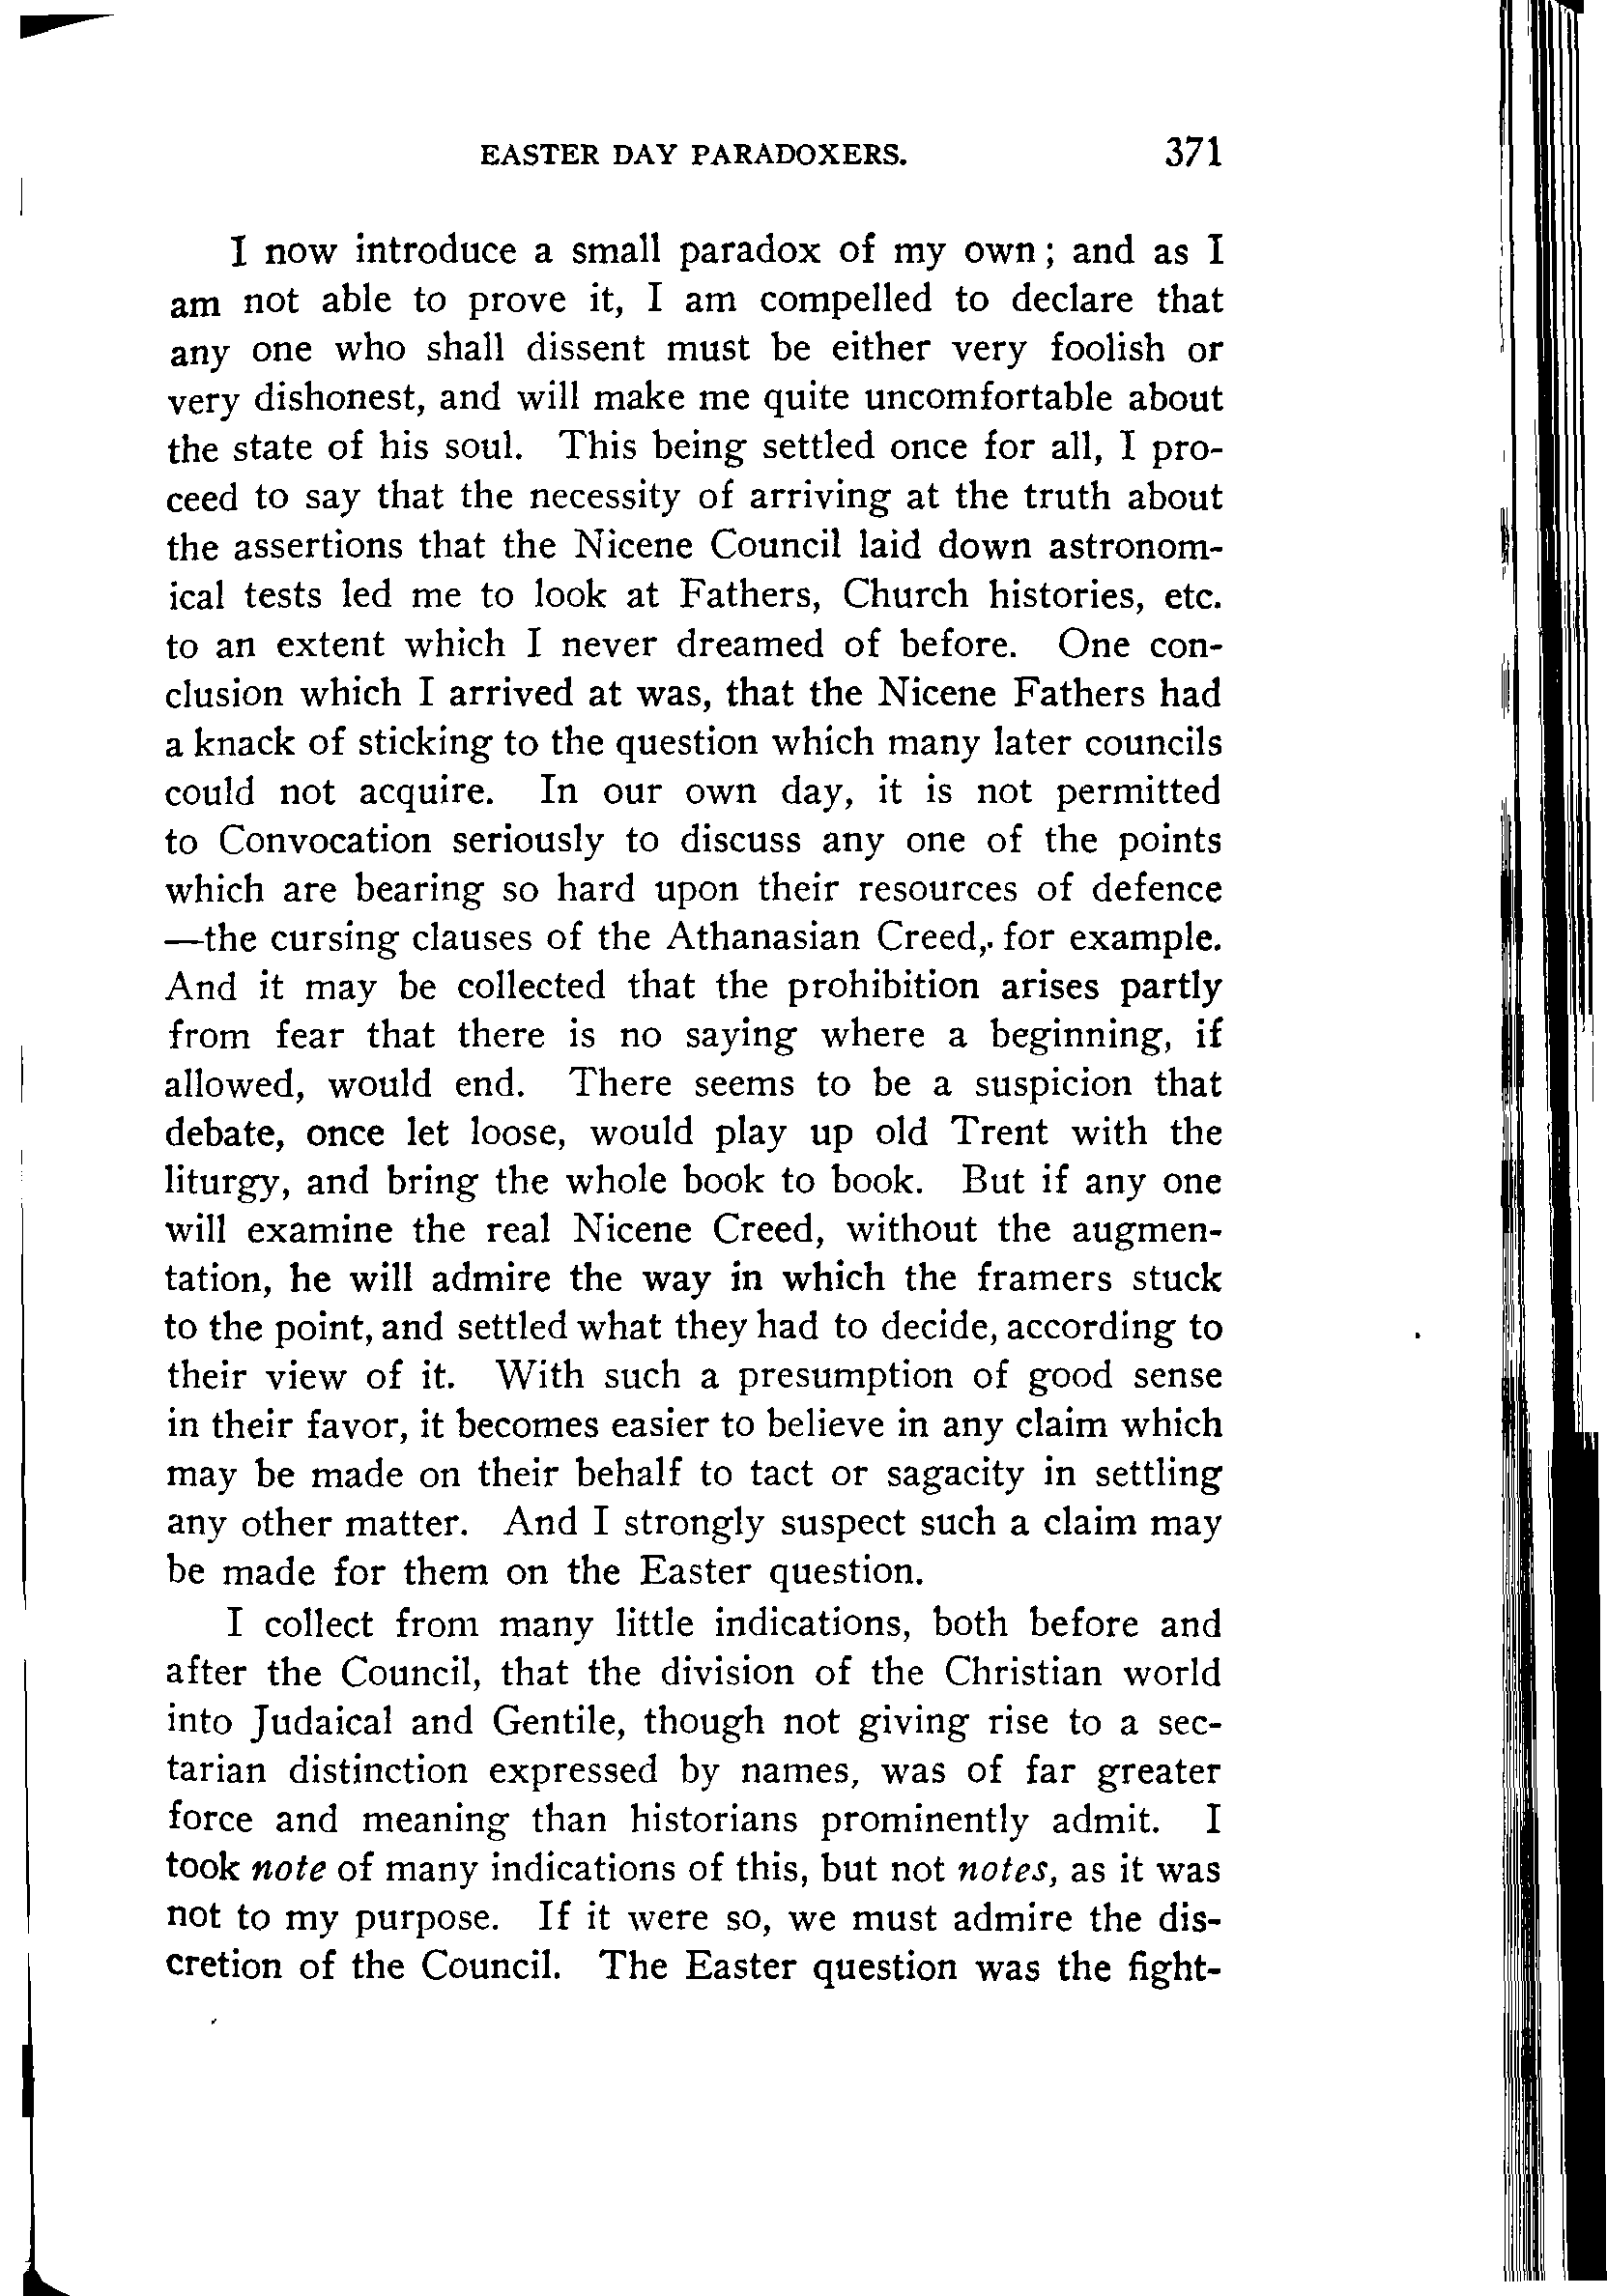 EASTER DAY PARADOXERS. 371
I now introduce a small paradox of my own; and as I
am not able to prove it, I am compelled to declare that
any one who shall dissent must be either very foolish or
very dishonest, and will make me quite uncomfortable about
the state of his soul. This being settled once for all, I pro-
ceed to say that the necessity of arriving at the truth about
the assertions that the Nicene Council laid down astronom-
ical tests led me to look at Fathers, Church histories, etc.
to an extent which I never dreamed of before. One con-
clusion which I arrived at was, that the Nicene Fathers had
a knack of sticking to the question which many later councils
could not acquire. In our own day, it is not permitted
to Convocation seriously to discuss any one of the points
which are bearing so hard upon their resources of defence
—the cursing clauses of the Athanasian Creed, for example.
And it may be collected that the prohibition arises partly
from fear that there is no saying where a beginning, if
allowed, would end. There seems to be a suspicion that
debate, once let loose, would play up old Trent with the
liturgy, and bring the whole book to book. But if any one
will examine the real Nicene Creed, without the augmen-
tation, he will admire the way in which the framers stuck
to the point, and settled what they had to decide, according to
their view of it. With such a presumption of good sense
in their favor, it becomes easier to believe in any claim which
may be made on their behalf to tact or sagacity in settling
any other matter. And I strongly suspect such a claim may
be made for them on the Easter question.
I collect from many little indications, both before and
after the Council, that the division of the Christian world
into Judaical and Gentile, though not giving rise to a sec-
tarian distinction expressed by names, was of far greater
force and meaning than historians prominently admit. I
took note of many indications of this, but not notes, as it was
not to my purpose. If it were so, we must admire the dis-
cretion of the Council. The Easter question was the fight-